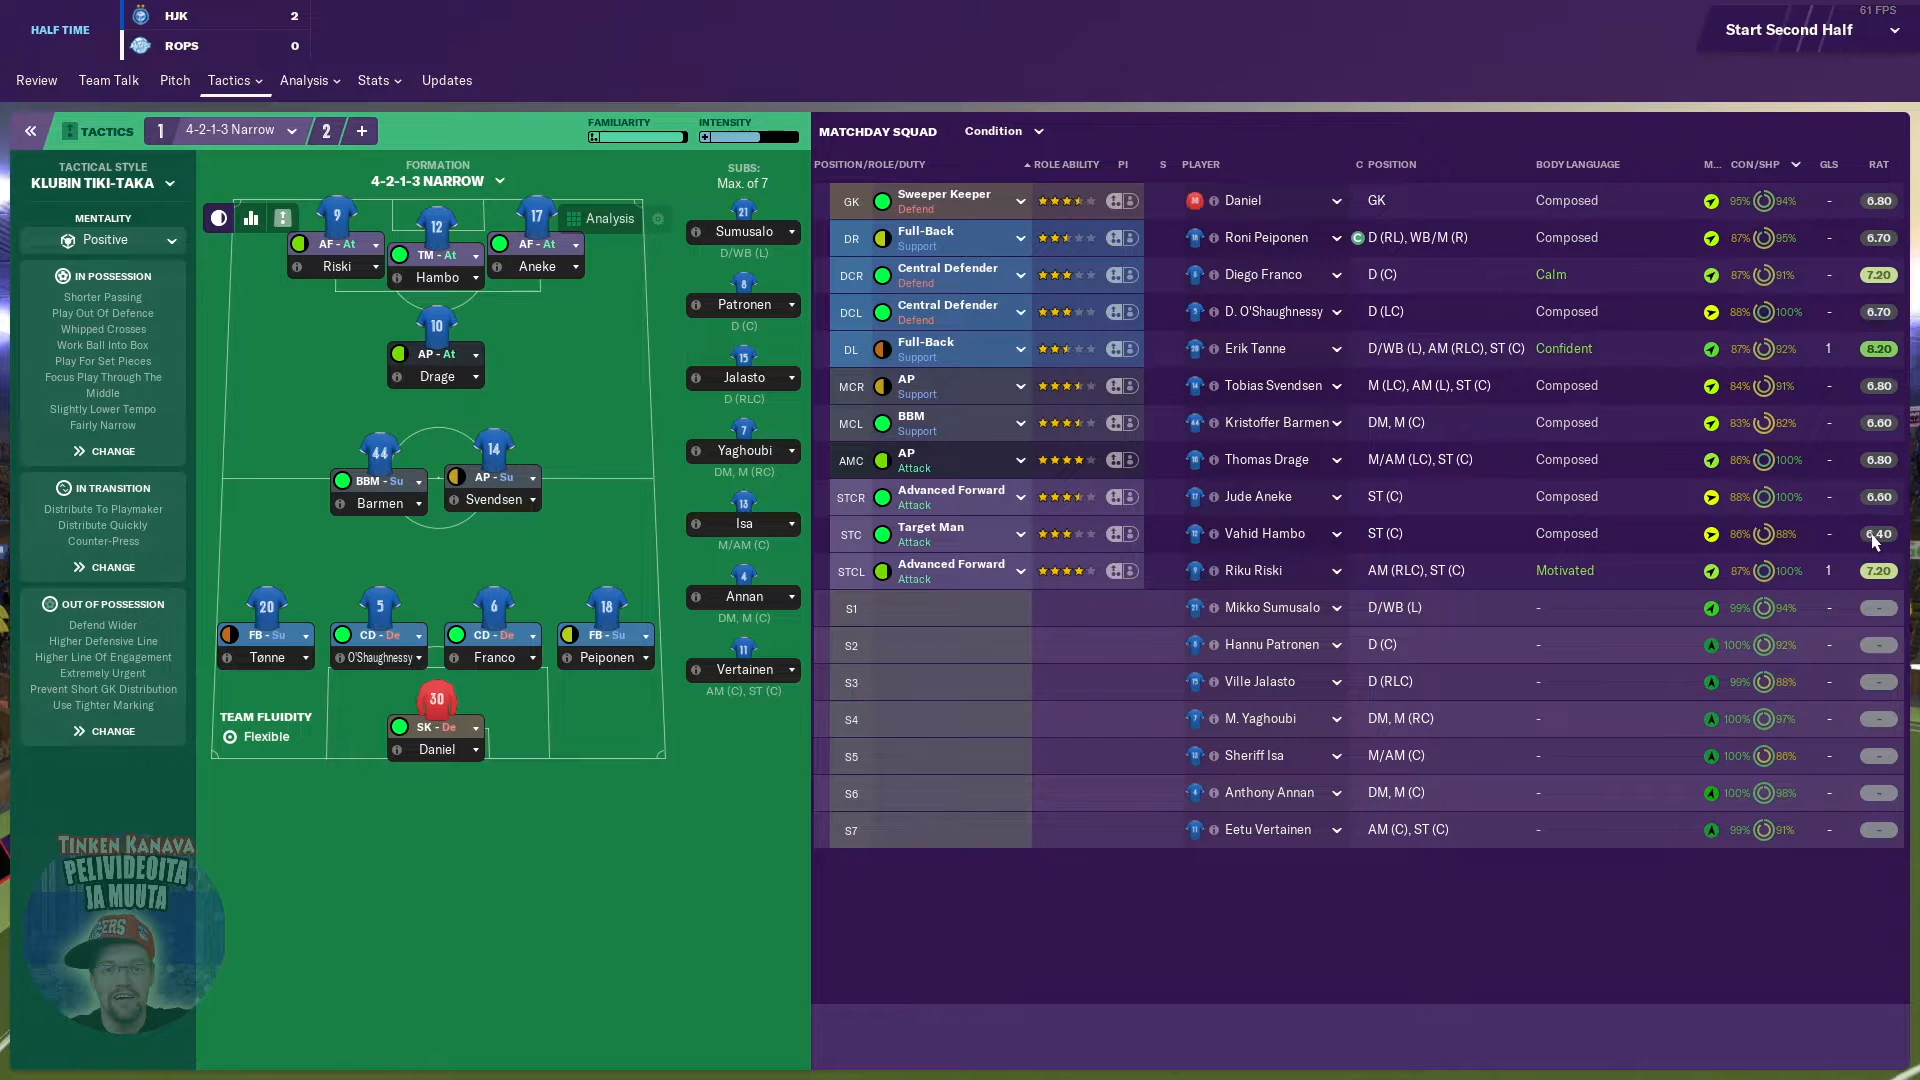 61 FPS
HALF TIME
HJK 2
ROPS 0
Start Second Half
Review Team Talk Pitch Tactics Analysis Stats Updates
TACTICS 1 4-2-1-3 Narrow 2 +
FAMILIARITY INTENSITY
TACTICAL STYLE
KLUBIN TIKI-TAKA
MENTALITY
Positive
IN POSSESSION
Shorter Passing
Play Out Of Defence
Whipped Crosses
Work Ball Into Box
Play For Set Pieces
Focus Play Through The
Middle
Slightly Lower Tempo
Fairly Narrow
CHANGE
IN TRANSITION
Distribute To Playmaker
Distribute Quickly
Counter-Press
CHANGE
OUT OF POSSESSION
Defend Wider
Higher Defensive Line
Higher Line Of Engagement
Extremely Urgent
Prevent Short GK Distribution
Use Tighter Marking
CHANGE
TINKEN KANAVA
PELIVIDEOITA
JA MUUTA
FORMATION
4-2-1-3 NARROW
Analysis
9
AF - At
Riski
12
TM - At
Hambo
17
AF - At
Aneke
10
AP - At
Drage
44
BBM - Su
Barmen
14
AP - Su
Svendsen
20
FB - Su
Tønne
5
CD - De
O'Shaughnessy
6
CD - De
Franco
18
FB - Su
Peiponen
30
SK - De
Daniel
TEAM FLUIDITY
Flexible
SUBS:
Max. of 7
21
Sumusalo
D/WB (L)
8
Patronen
D (C)
15
Jalasto
D (RLC)
7
Yaghoubi
DM, M (RC)
13
Isa
M/AM (C)
4
Annan
DM, M (C)
11
Vertainen
AM (C), ST (C)
MATCHDAY SQUAD Condition
POSITION/ROLE/DUTY ROLE ABILITY PI S PLAYER C POSITION BODY LANGUAGE M... CON/SHP GLS RAT
GK Sweeper Keeper Defend Daniel GK Composed 95% 94% - 6.80
DR Full-Back Support Roni Peiponen C D (RL), WB/M (R) Composed 87% 95% - 6.70
DCR Central Defender Defend Diego Franco D (C) Calm 87% 91% - 7.20
DCL Central Defender Defend D. O'Shaughnessy D (LC) Composed 88% 100% - 6.70
DL Full-Back Support Erik Tønne D/WB (L), AM (RLC), ST (C) Confident 87% 92% 1 8.20
MCR AP Support Tobias Svendsen M (LC), AM (L), ST (C) Composed 84% 91% - 6.80
MCL BBM Support Kristoffer Barmen DM, M (C) Composed 83% 82% - 6.60
AMC AP Attack Thomas Drage M/AM (LC), ST (C) Composed 86% 100% - 6.80
STCR Advanced Forward Attack Jude Aneke ST (C) Composed 88% 100% - 6.60
STC Target Man Attack Vahid Hambo ST (C) Composed 86% 88% - 6.40
STCL Advanced Forward Attack Riku Riski AM (RLC), ST (C) Motivated 87% 100% 1 7.20
S1 Mikko Sumusalo D/WB (L) - 99% 94% - -
S2 Hannu Patronen D (C) - 100% 92% - -
S3 Ville Jalasto D (RLC) - 99% 88% - -
S4 M. Yaghoubi DM, M (RC) - 100% 97% - -
S5 Sheriff Isa M/AM (C) - 100% 86% - -
S6 Anthony Annan DM, M (C) - 100% 98% - -
S7 Eetu Vertainen AM (C), ST (C) - 99% 91% - -